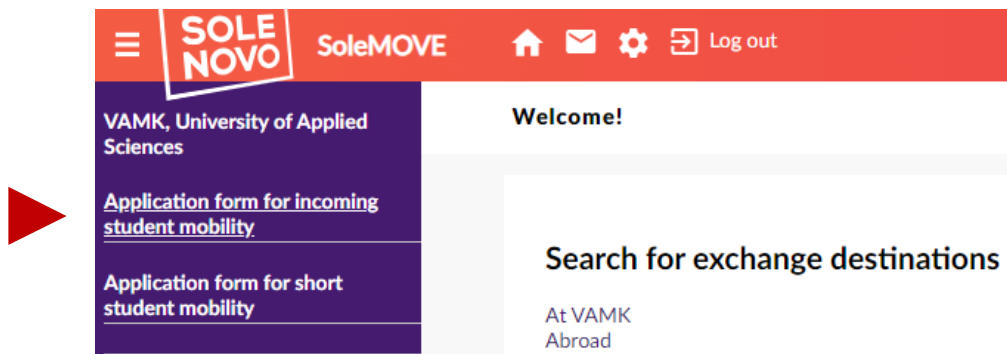 SOLE
NOVO
SoleMOVE
Log out
VAMK, University of Applied
Sciences
Application form for incoming
student mobility
Application form for short
student mobility
Welcome!
Search for exchange destinations
At VAMK
Abroad